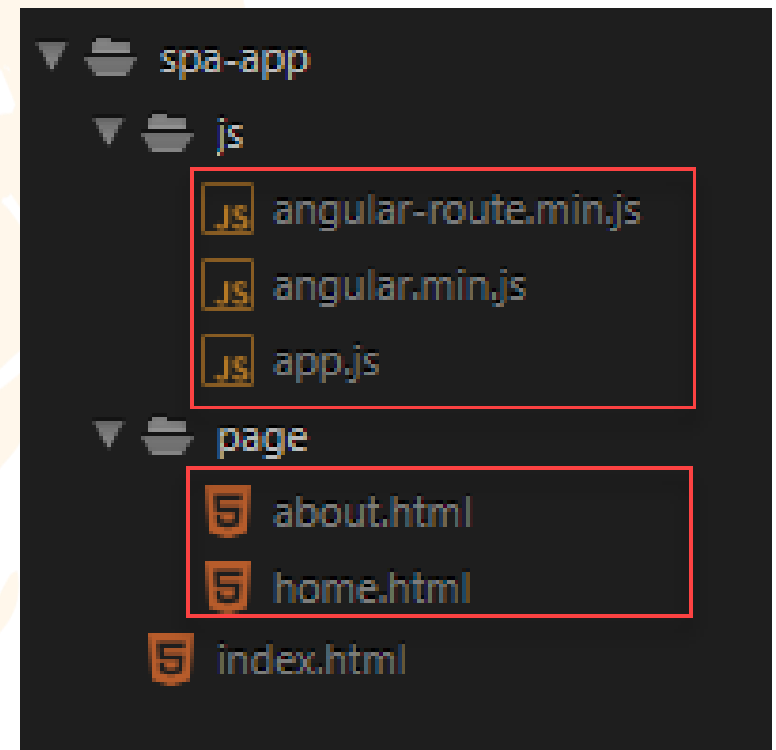 spa-app
js
JS angular-route.min.js
JS angular.min.js
JS app.js
page
5 about.html
5 home.html
5 index.html